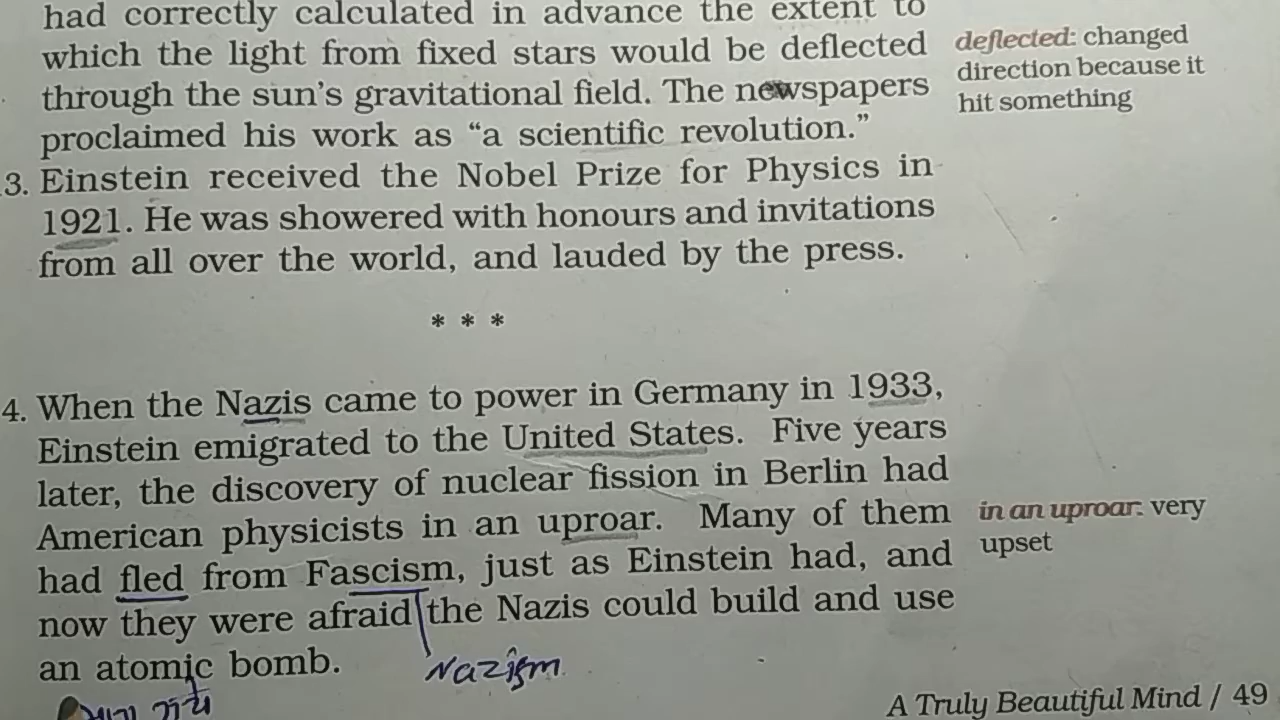 had correctly calculated in advance the extent to
which the light from fixed stars would be deflected
through the sun's gravitational field. The newspapers
proclaimed his work as “a scientific revolution.”
deflected: changed
direction because it
hit something
3. Einstein received the Nobel Prize for Physics in
1921. He was showered with honours and invitations
from all over the world, and lauded by the press.
* * *
4. When the Nazis came to power in Germany in 1933,
Einstein emigrated to the United States. Five years
later, the discovery of nuclear fission in Berlin had
American physicists in an uproar. Many of them
had fled from Fascism, just as Einstein had, and
now they were afraid the Nazis could build and use
an atomic bomb.
in an uproar: very
upset
Nazism
A Truly Beautiful Mind / 49